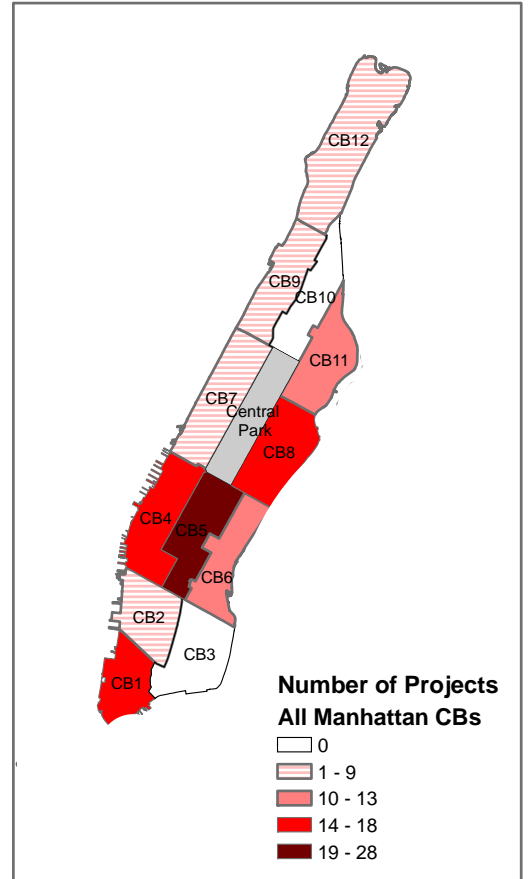 CB12
CB9
CB10
CB11
CB7
Central
Park
CB8
CB4
CB5
CB6
CB2
CB3
CB1
Number of Projects
All Manhattan CBs
0
1 - 9
10 - 13
14 - 18
19 - 28